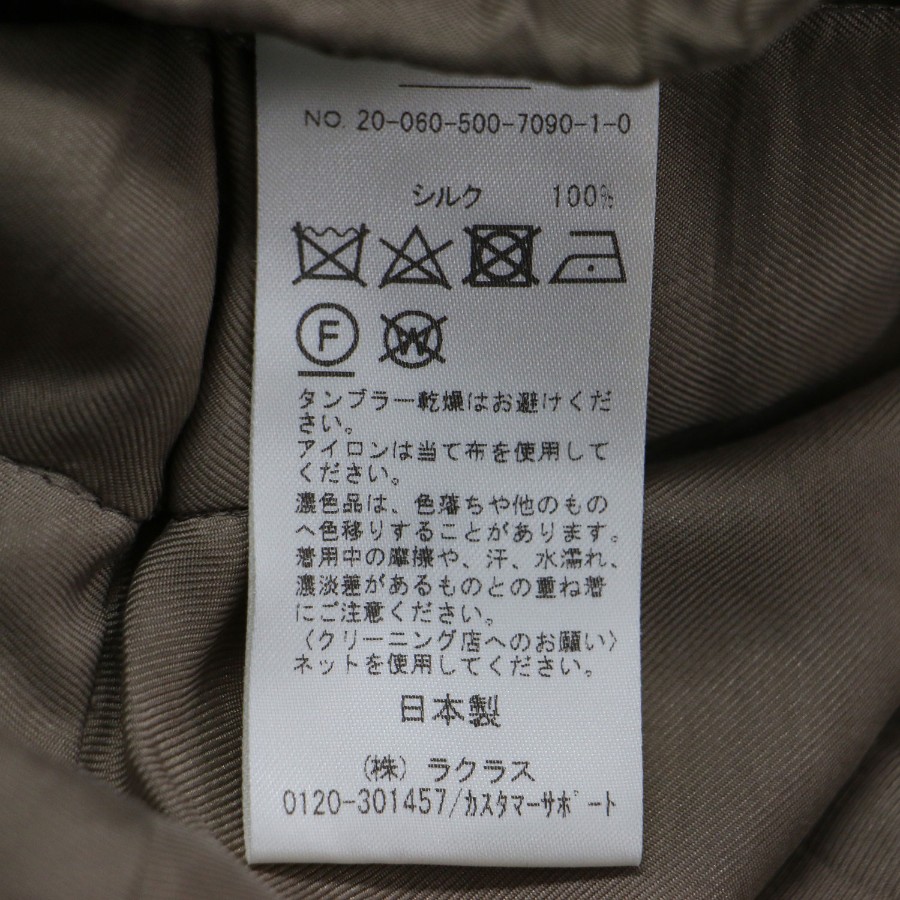 NO. 20-060-500-7090-1-0
シルク 100%
F W
タンブラー乾燥はお避けくだ
さい。
アイロンは当て布を使用して
ください。
濃色品は、色落ちや他のもの
へ色移りすることがあります。
着用中の摩擦や、汗、水濡れ、
濃淡差があるものとの重ね着
にご注意ください。
〈クリーニング店へのお願い〉
ネットを使用してください。
日本製
(株) ラクラス
0120-301457/カスタマーサポート